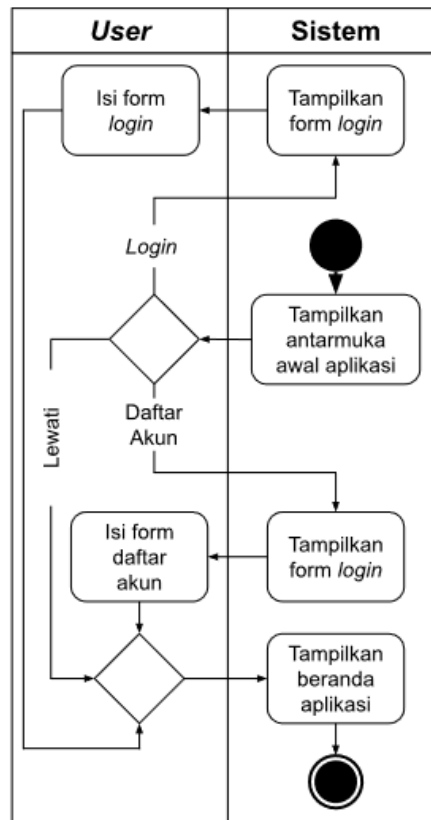 User
Sistem
Isi form
login
Tampilkan
form login
Login
Tampilkan
antarmuka
awal aplikasi
Lewati
Daftar
Akun
Isi form
daftar
akun
Tampilkan
form login
Tampilkan
beranda
aplikasi